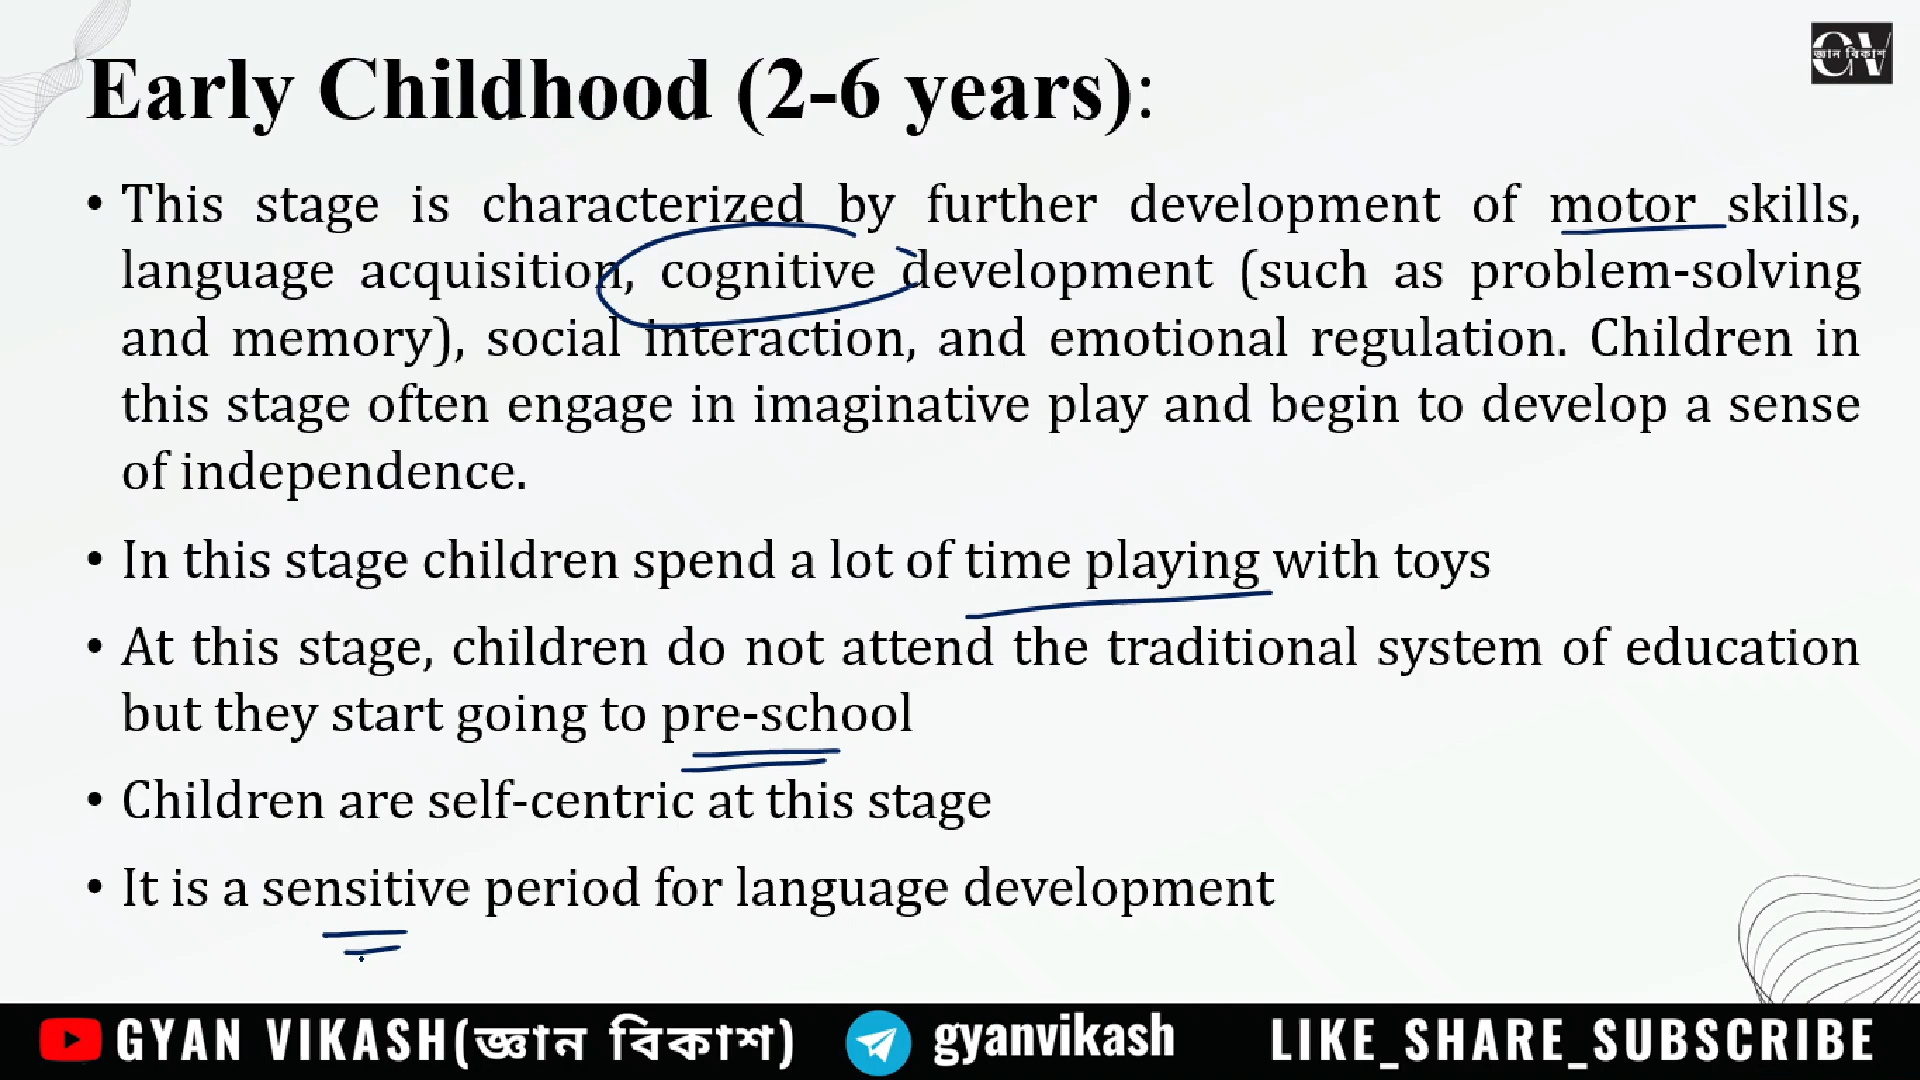 জ্ঞান বিকাশ
GV
Early Childhood (2-6 years):
• This stage is characterized by further development of motor skills,
language acquisition, cognitive development (such as problem-solving
and memory), social interaction, and emotional regulation. Children in
this stage often engage in imaginative play and begin to develop a sense
of independence.
• In this stage children spend a lot of time playing with toys
• At this stage, children do not attend the traditional system of education
but they start going to pre-school
• Children are self-centric at this stage
• It is a sensitive period for language development
GYAN VIKASH(জ্ঞান বিকাশ) gyanvikash LIKE_SHARE_SUBSCRIBE